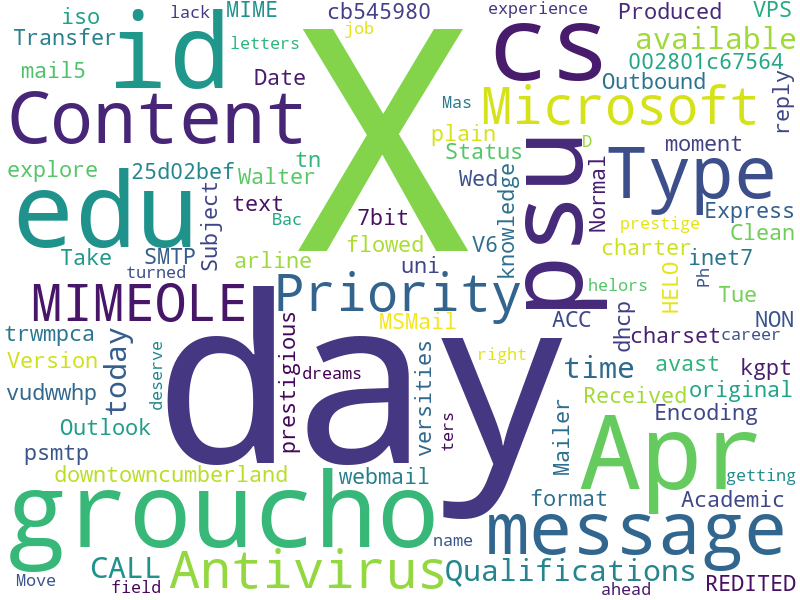 lack
MIME
cb545980
experience
Produced
VPS
iso
Transfer
id
letters
job
X
cs
available
mail5
Date
002801c67564
Content
Mas
Microsoft
Outbound
reply
plain
D
moment
explore
25d02bef
tn
Status
psu
Type
edu
Walter
Wed
knowledge
Normal
Subject
text
7bit
Express
Bac
prestige
Clean
Take
SMTP
flowed
V6
charter
inet7
turned
arline
uni
HELO
Ph
MIMEOLE
Priority
helors
Tue
trwmpca
today
day
prestigious
MSMail
ACC
dhcp
charset
NON
career
Version
deserve
versities
right
time
avast
kgpt
vudwwhp
dreams
Received
original
Outlook
ters
Mailer
Apr
Encoding
psmtp
downtowncumberland
webmail
getting
groucho
format
Academic
message
name
CALL
Antivirus
Qualifications
Move
field
ahead
REDITED